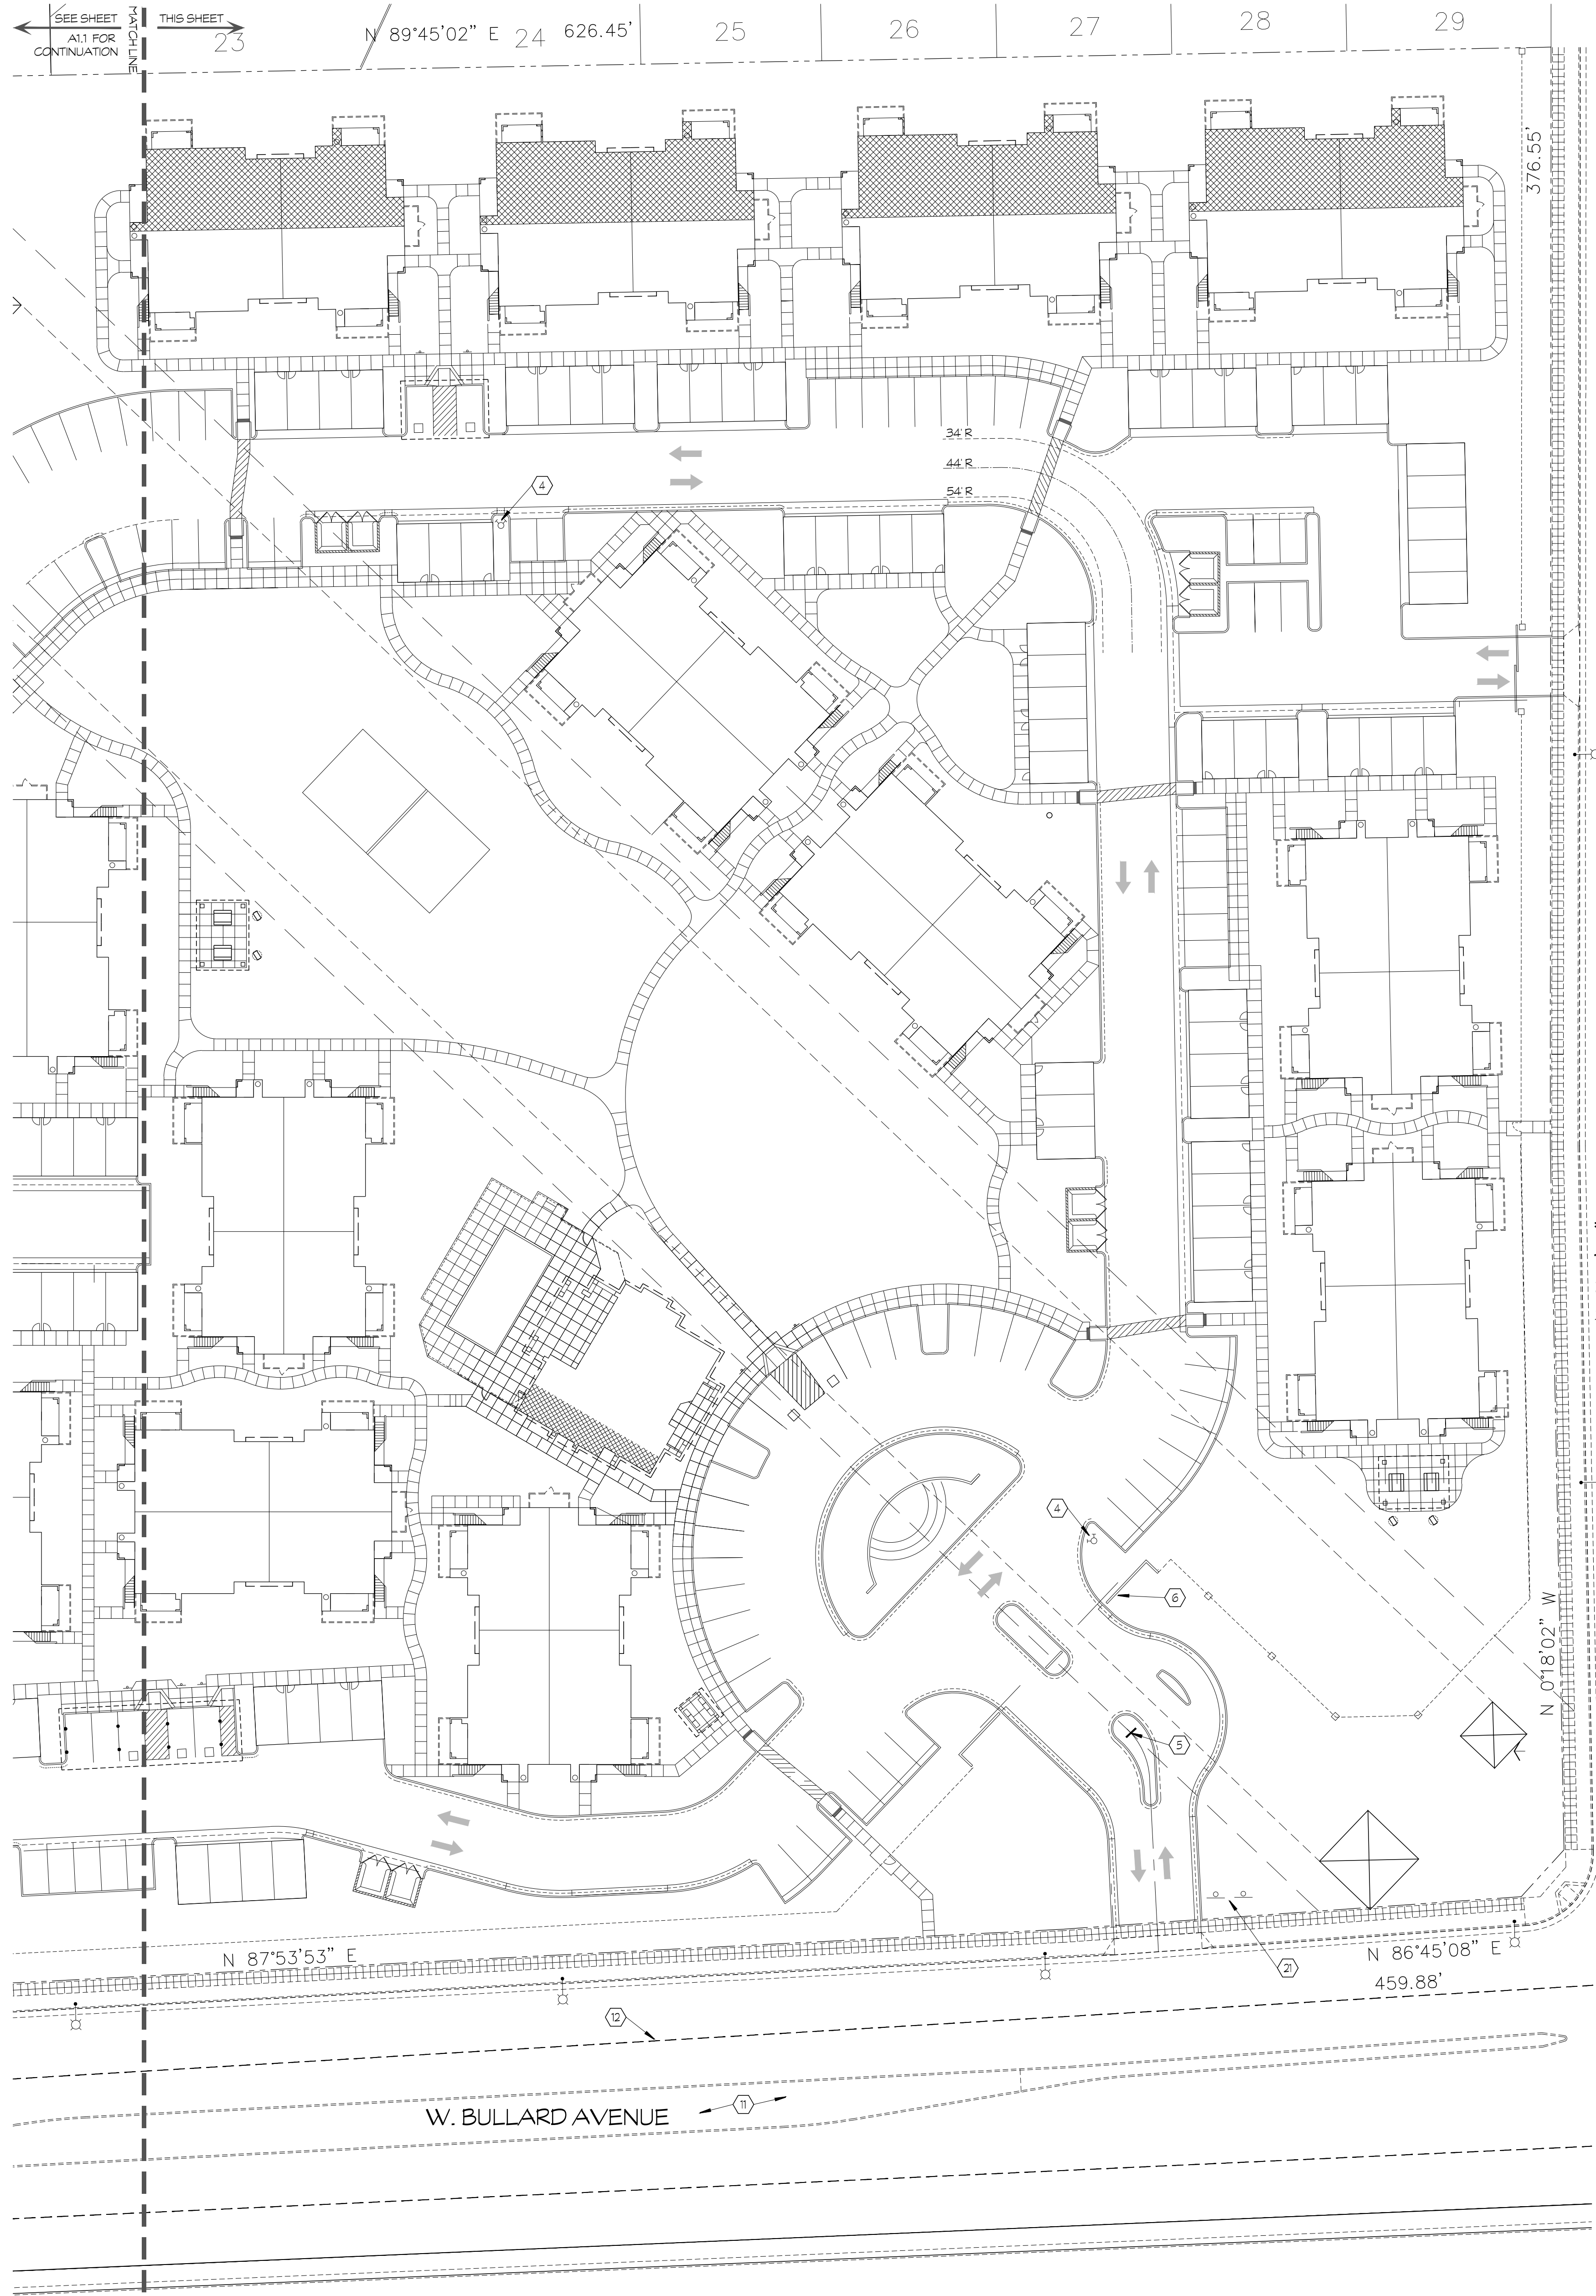 SEE SHEET
A1.1 FOR
CONTINUATION
MATCHLINE
THIS SHEET
23
N 89°45'02" E
24
626.45'
25
26
27
28
29
376.55'
34' R
44' R
54' R
4
4
6
5
N 0°18'02" W
N 87°53'53" E
N 86°45'08" E
459.88'
21
12
11
W. BULLARD AVENUE